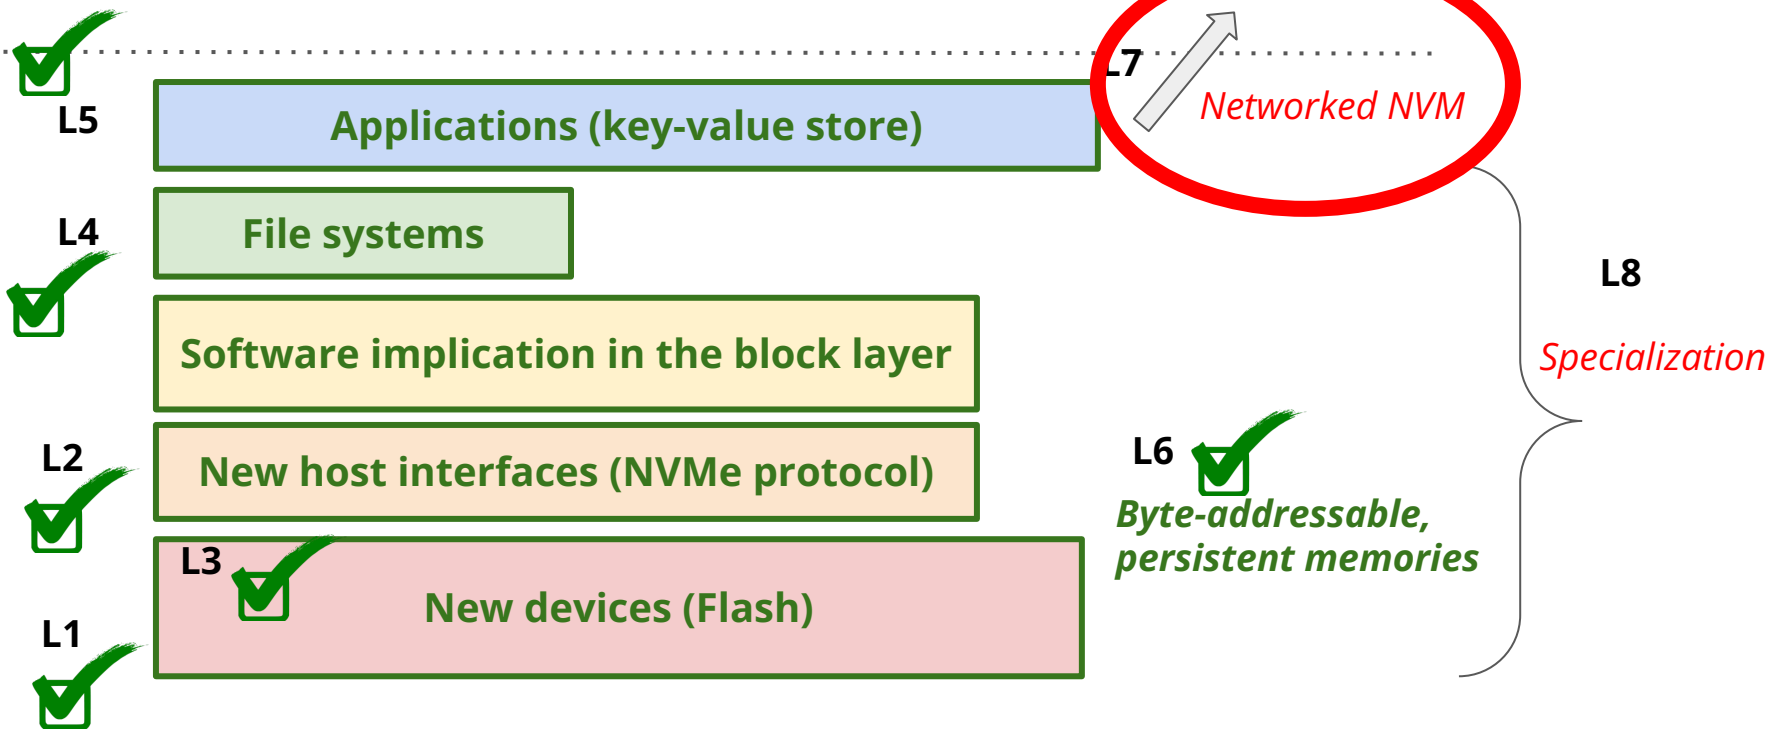 L7
Networked NVM
L5
Applications (key-value store)
L4
File systems
L8
Software implication in the block layer
Specialization
L2
New host interfaces (NVMe protocol)
L6
Byte-addressable,
persistent memories
L3
New devices (Flash)
L1